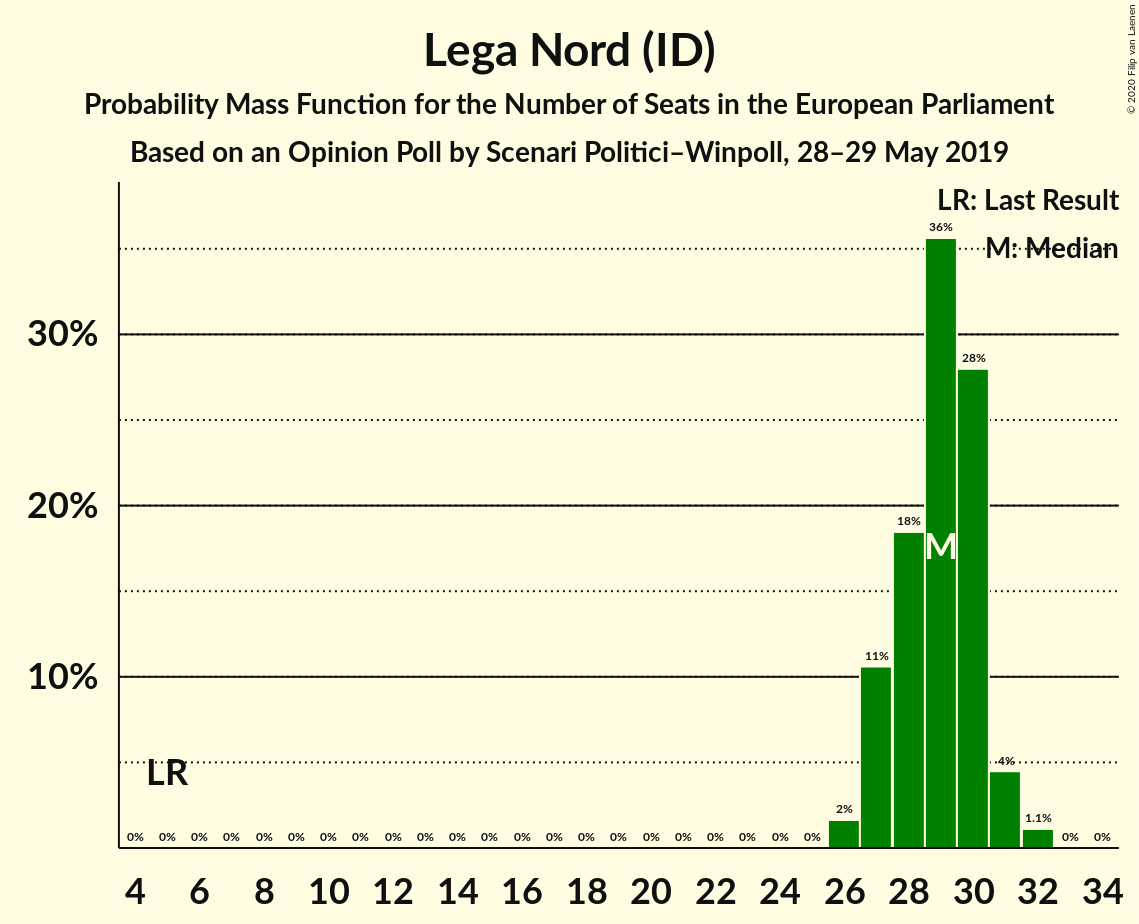 Lega Nord (ID)
Probability Mass Function for the Number of Seats in the European Parliament
Based on an Opinion Poll by Scenari Politici–Winpoll, 28–29 May 2019
© 2020 Filip van Laenen
LR: Last Result
M: Median
30%
20%
10%
LR
M
0% 0% 0% 0% 0% 0% 0% 0% 0% 0% 0% 0% 0% 0% 0% 0% 0% 0% 0% 0% 0% 0% 2% 11% 18% 36% 28% 4% 1.1% 0% 0%
4 6 8 10 12 14 16 18 20 22 24 26 28 30 32 34